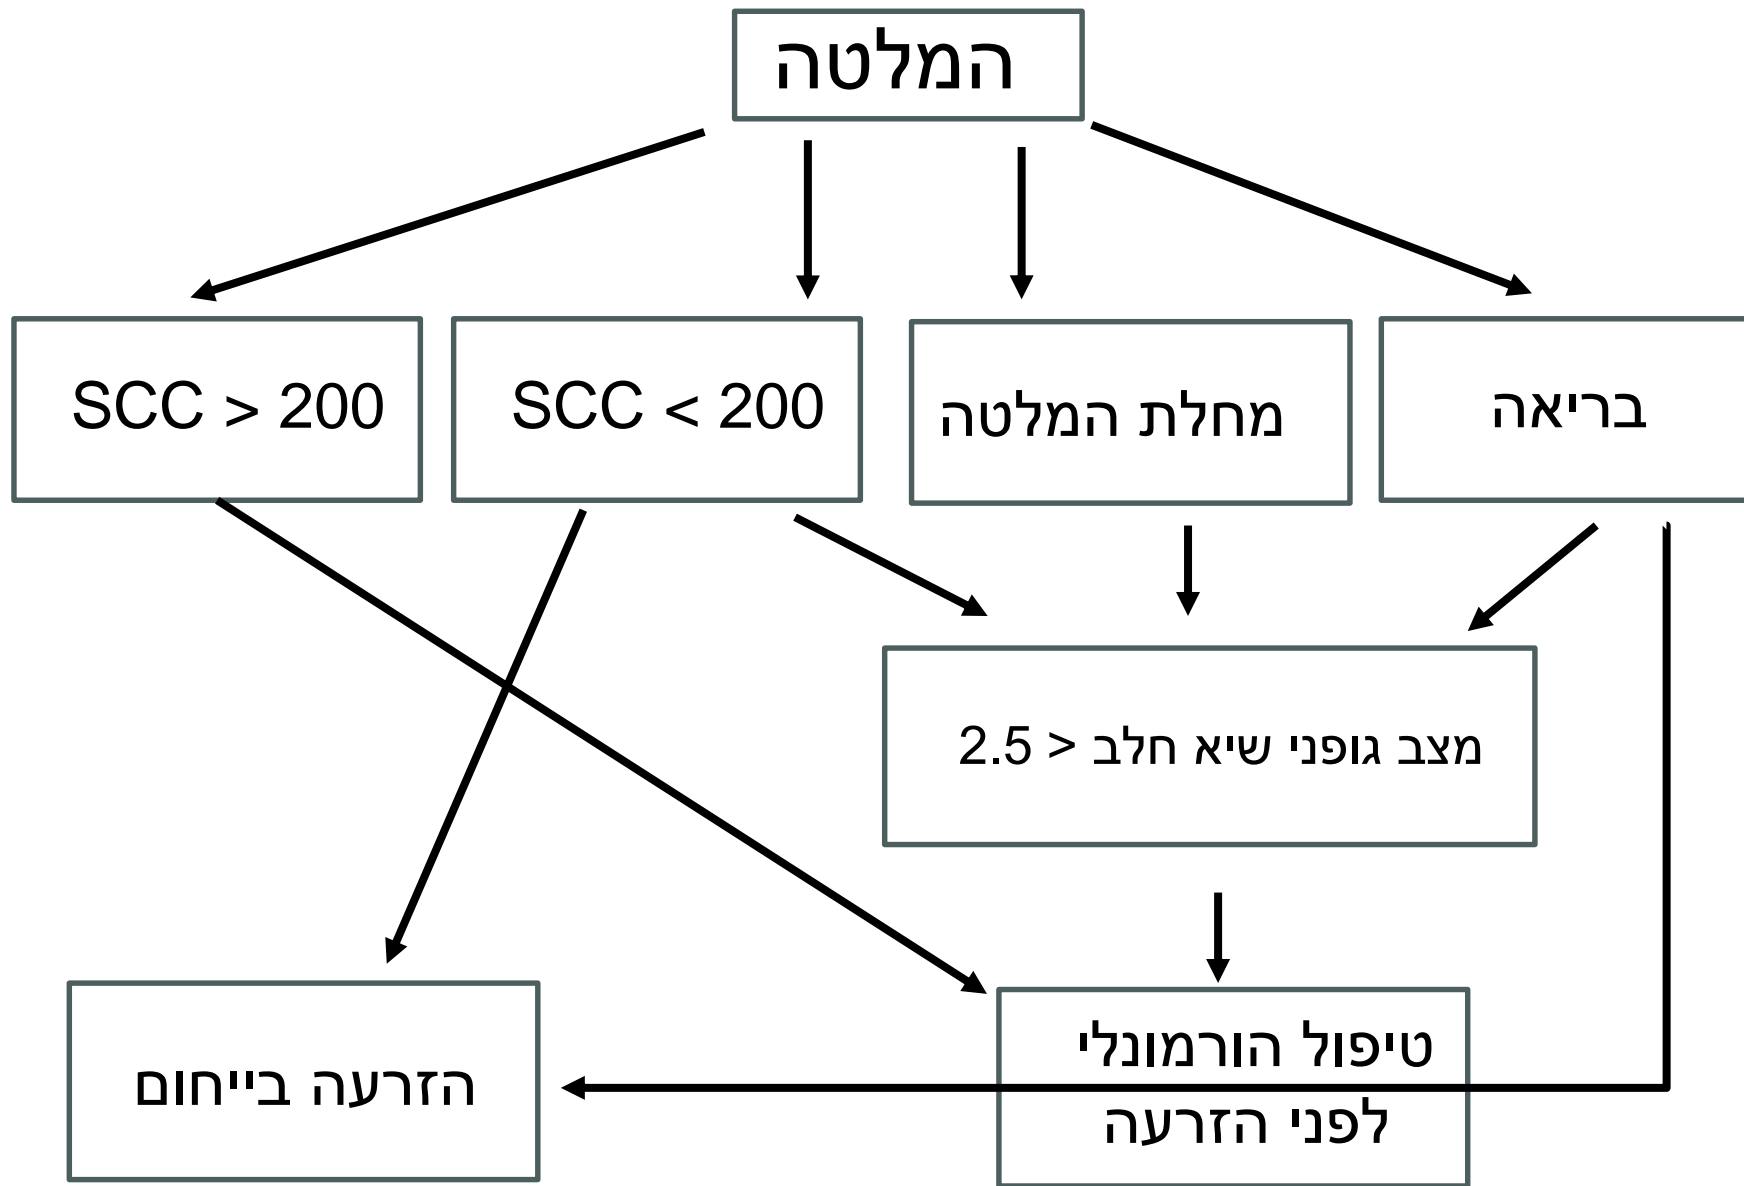 המלטה
בריאה
מחלת המלטה
SCC < 200
SCC > 200
מצב גופני שיא חלב < 2.5
טיפול הורמונלי
לפני הזרעה
הזרעה בייחום